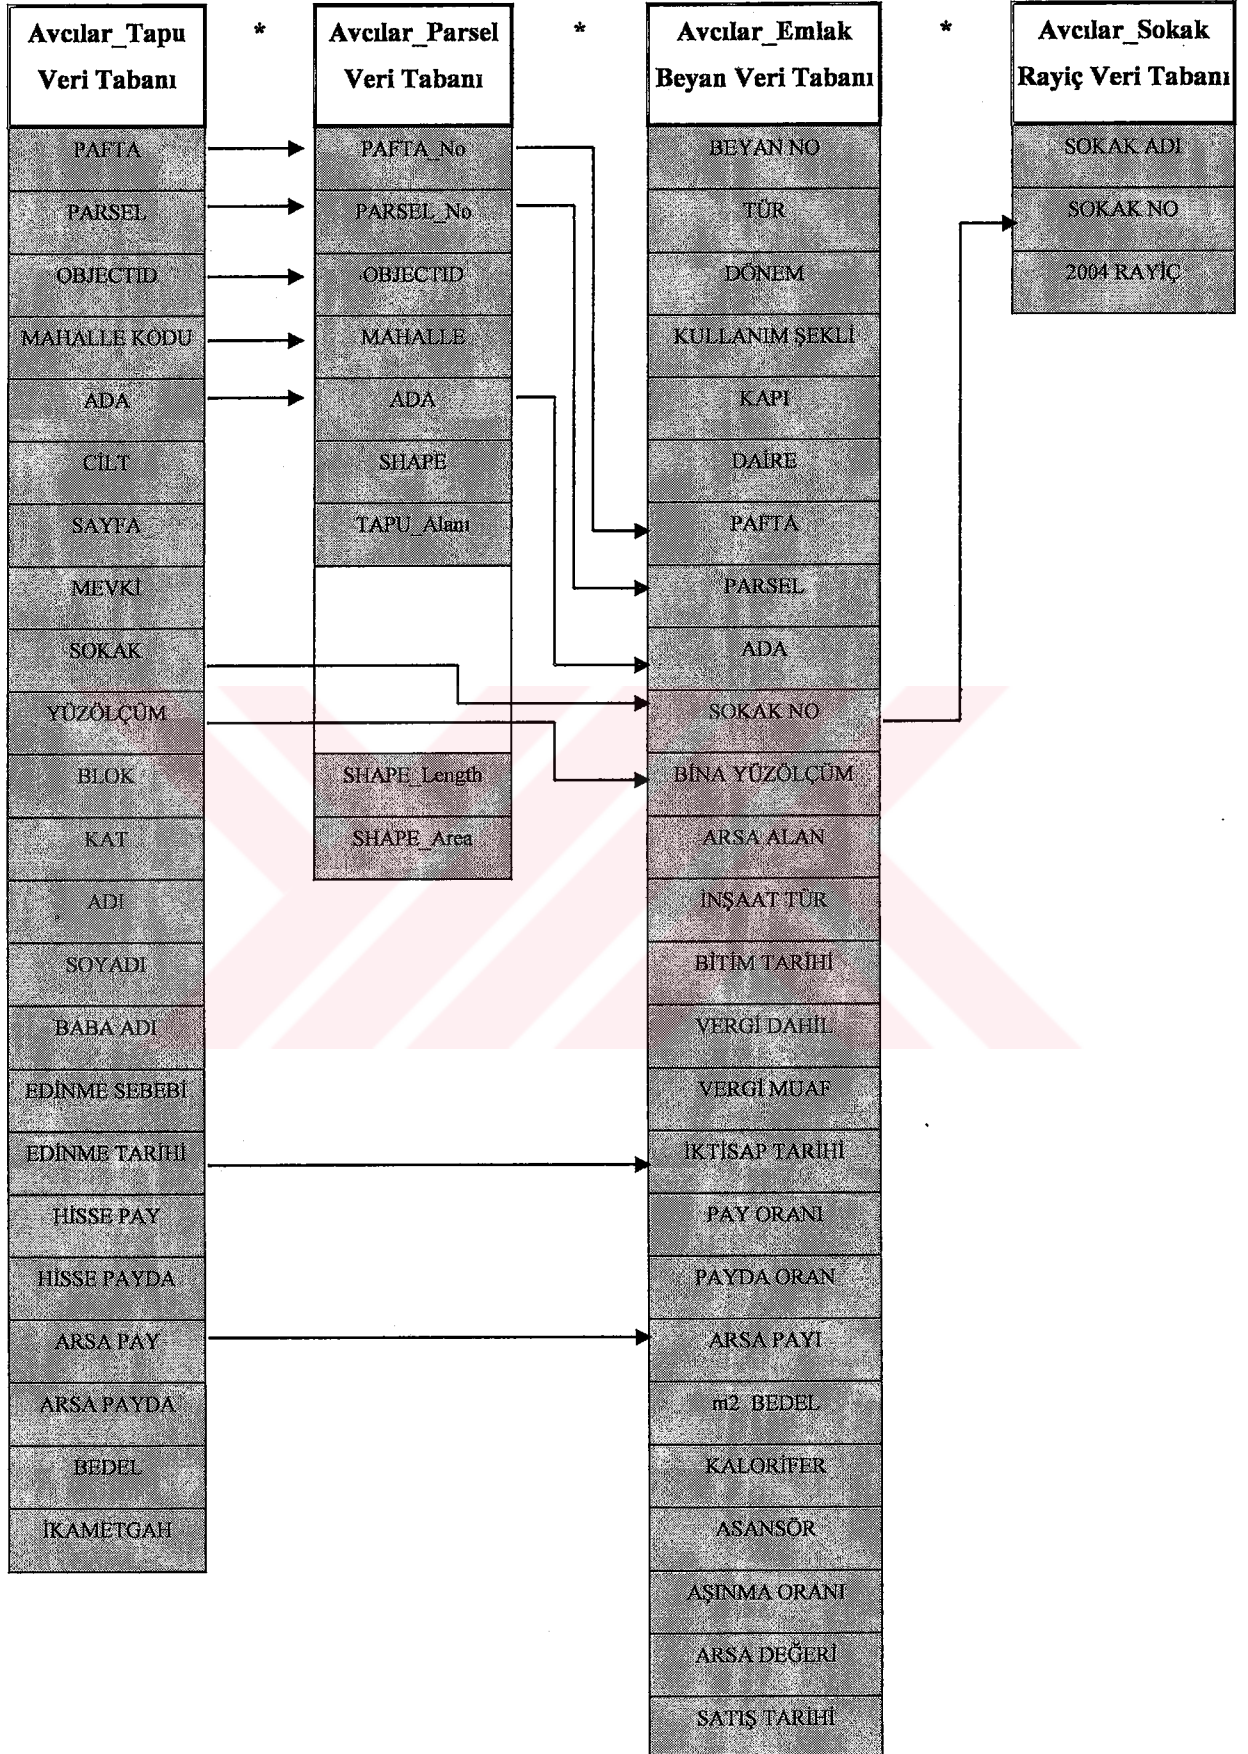 Avcılar_Tapu
Veri Tabanı
*
Avcılar_Parsel
Veri Tabanı
*
Avcılar_Emlak
Beyan Veri Tabanı
*
Avcılar_Sokak
Rayiç Veri Tabanı
PAFTA
PARSEL
OBJECTID
MAHALLE KODU
ADA
CİLT
SAYFA
MEVKİ
SOKAK
YÜZÖLÇÜM
BLOK
KAT
ADI
SOYADI
BABA ADI
EDİNME SEBEBİ
EDİNME TARİHİ
HİSSE PAY
HİSSE PAYDA
ARSA PAY
ARSA PAYDA
BEDEL
İKAMETGAH
PAFTA_No
PARSEL_No
OBJECTID
MAHALLE
ADA
SHAPE
TAPU_Alanı
SHAPE_Length
SHAPE_Area
BEYAN NO
TÜR
DÖNEM
KULLANIM ŞEKLİ
KAPI
DAİRE
PAFTA
PARSEL
ADA
SOKAK NO
BİNA YÜZÖLÇÜM
ARSA ALAN
İNŞAAT TÜR
BİTİM TARİHİ
VERGİ DAHİL
VERGİ MUAF
İKTİSAP TARİHİ
PAY ORANI
PAYDA ORAN
ARSA PAYI
m2 BEDEL
KALORİFER
ASANSÖR
AŞINMA ORANI
ARSA DEĞERİ
SATIŞ TARİHİ
SOKAK ADI
SOKAK NO
2004 RAYİÇ